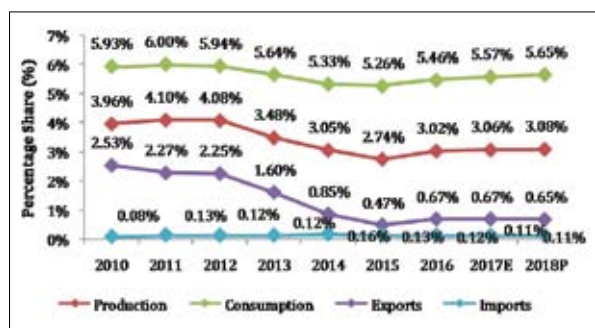 Percentage Share (%)
7%
6%
5%
4%
3%
2%
1%
0%
5.93% 6.00% 5.94% 5.64% 5.33% 5.26% 5.46% 5.57% 5.65%
3.96% 4.10% 4.08% 3.48% 3.05% 2.74% 3.02% 3.06% 3.08%
2.53% 2.27% 2.25% 1.60% 0.85% 0.47% 0.67% 0.67% 0.65%
0.08% 0.13% 0.12% 0.12% 0.16% 0.13% 0.12% 0.11% 0.11%
2010 2011 2012 2013 2014 2015 2016 2017E 2018P
Production Consumption Exports Imports